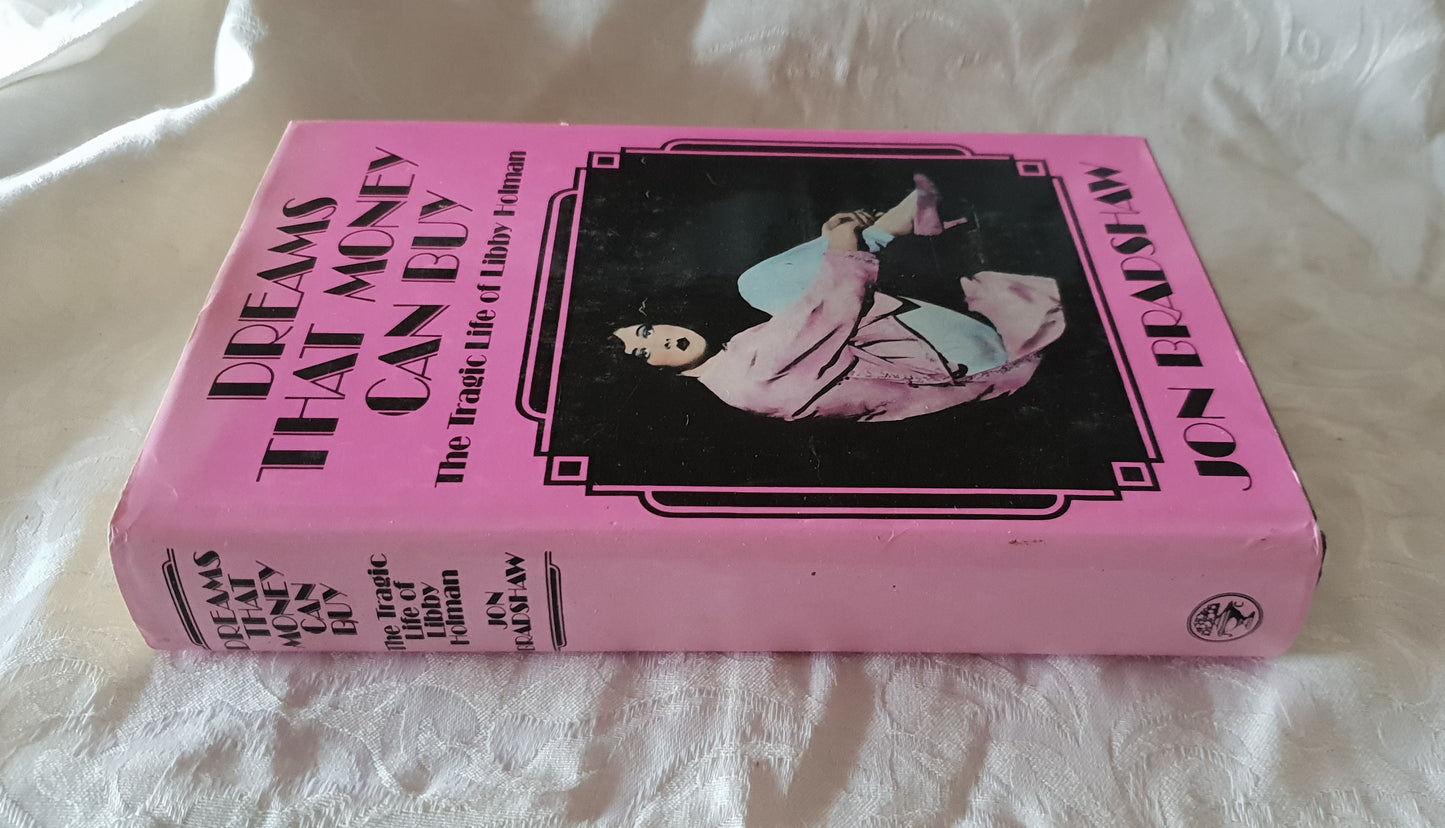 DREAMS
THAT MONEY
CAN BUY
The Tragic Life of Libby Holman
JON BRADSHAW
DREAMS
THAT
MONEY
CAN
BUY
The Tragic
Life of
Libby
Holman
JON
BRADSHAW